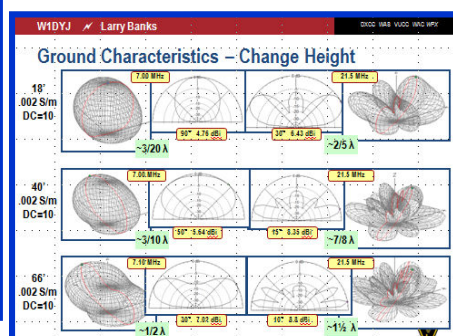 W1DYJ Larry Banks
DXCC WAS VUCC WAC WPX
Ground Characteristics – Change Height
18'
.002 S/m
DC=10
7.00 MHz
90° 4.76 dBi
~3/20 λ
30° 6.43 dBi
~2/5 λ
21.5 MHz
40'
.002 S/m
DC=10
7.00 MHz
50° 5.64 dBi
~3/10 λ
15° 8.35 dBi
~7/8 λ
21.5 MHz
66'
.002 S/m
DC=10
7.10 MHz
30° 7.02 dBi
~1/2 λ
10° 8.8 dBi
~1½ λ
21.5 MHz